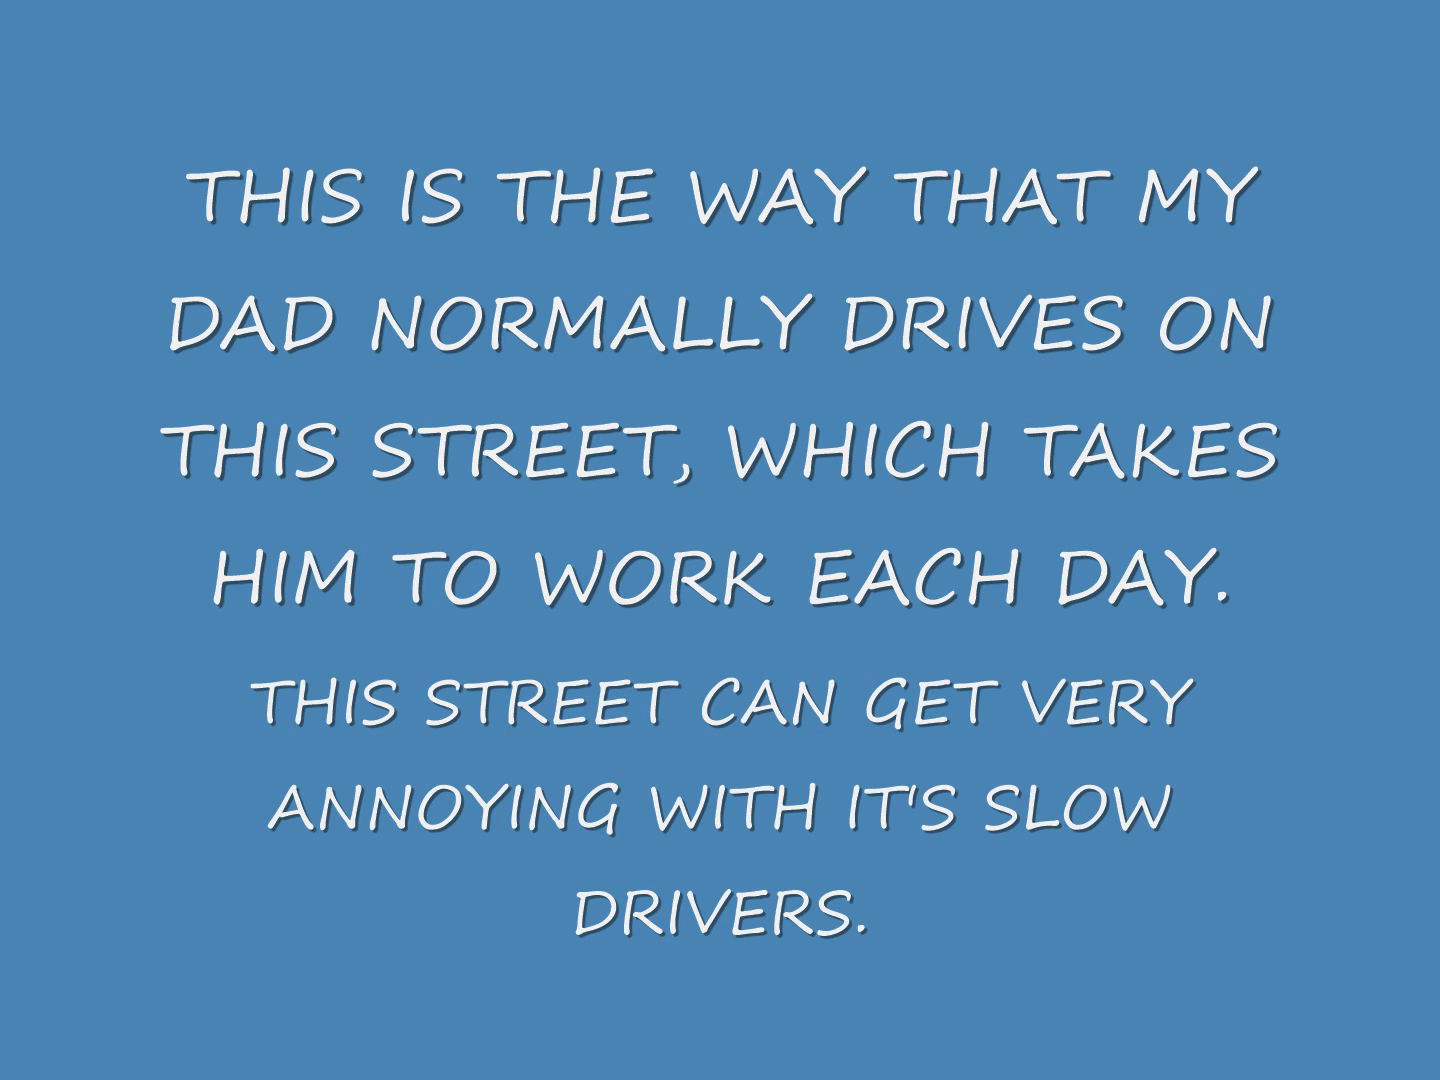 THIS IS THE WAY THAT MY
DAD NORMALLY DRIVES ON
THIS STREET, WHICH TAKES
HIM TO WORK EACH DAY.
THIS STREET CAN GET VERY
ANNOYING WITH IT'S SLOW
DRIVERS.